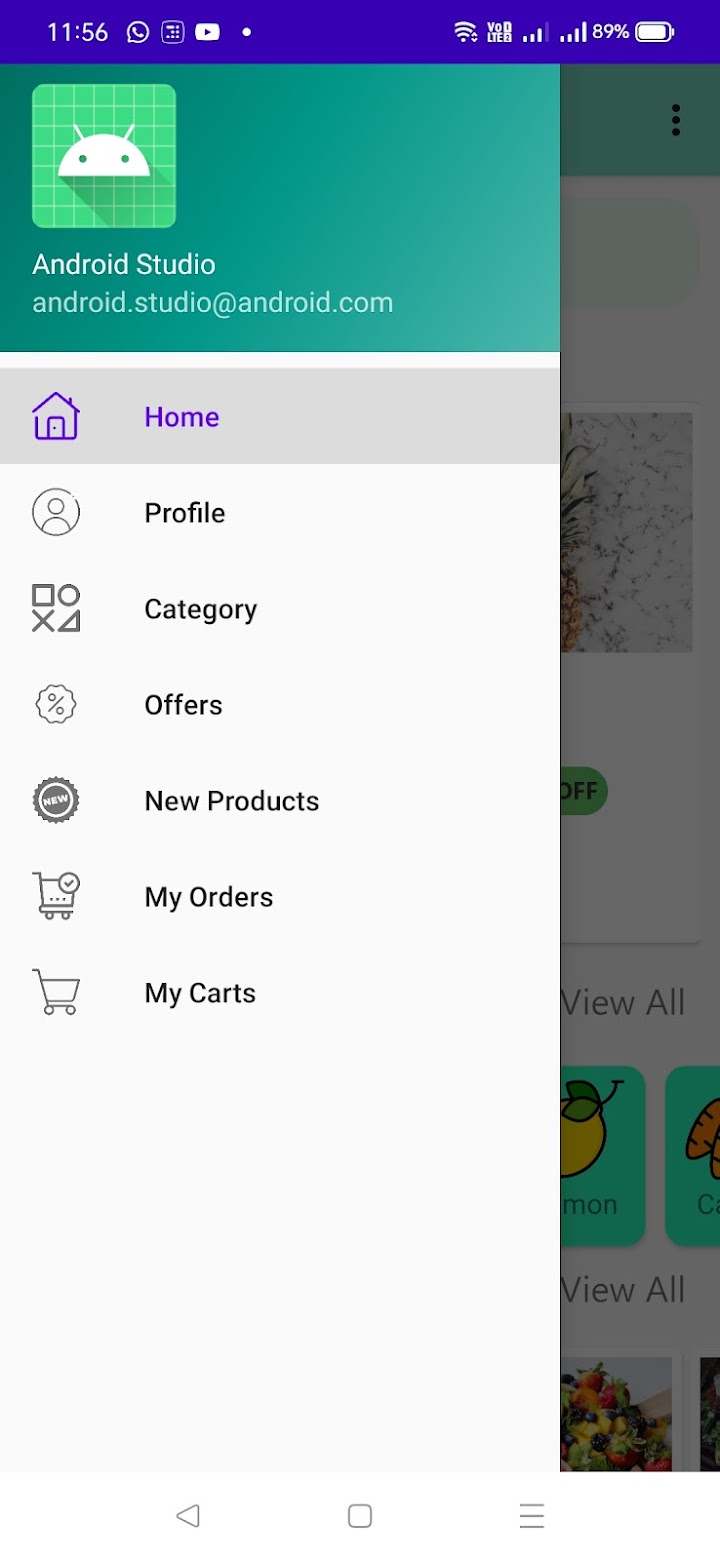 11:56
VoD LTE2
89%
Android Studio
android.studio@android.com
Home
Profile
Category
Offers
NEW
New Products
OFF
My Orders
My Carts
View All
mon
Ca
View All